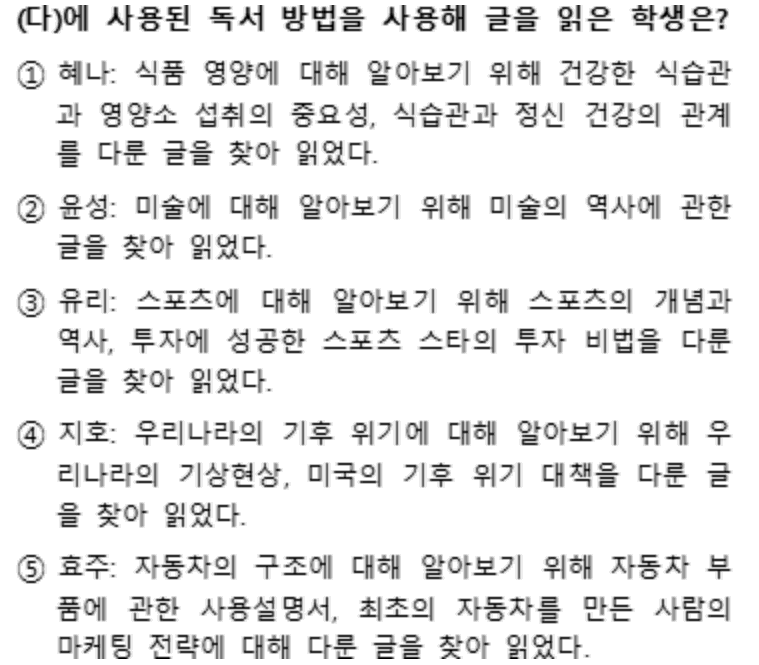 (다)에 사용된 독서 방법을 사용해 글을 읽은 학생은?
① 혜나: 식품 영양에 대해 알아보기 위해 건강한 식습관
과 영양소 섭취의 중요성, 식습관과 정신 건강의 관계
를 다룬 글을 찾아 읽었다.
② 윤성: 미술에 대해 알아보기 위해 미술의 역사에 관한
글을 찾아 읽었다.
③ 유리: 스포츠에 대해 알아보기 위해 스포츠의 개념과
역사, 투자에 성공한 스포츠 스타의 투자 비법을 다룬
글을 찾아 읽었다.
④ 지호: 우리나라의 기후 위기에 대해 알아보기 위해 우
리나라의 기상현상, 미국의 기후 위기 대책을 다룬 글
을 찾아 읽었다.
⑤ 효주: 자동차의 구조에 대해 알아보기 위해 자동차 부
품에 관한 사용설명서, 최초의 자동차를 만든 사람의
마케팅 전략에 대해 다룬 글을 찾아 읽었다.